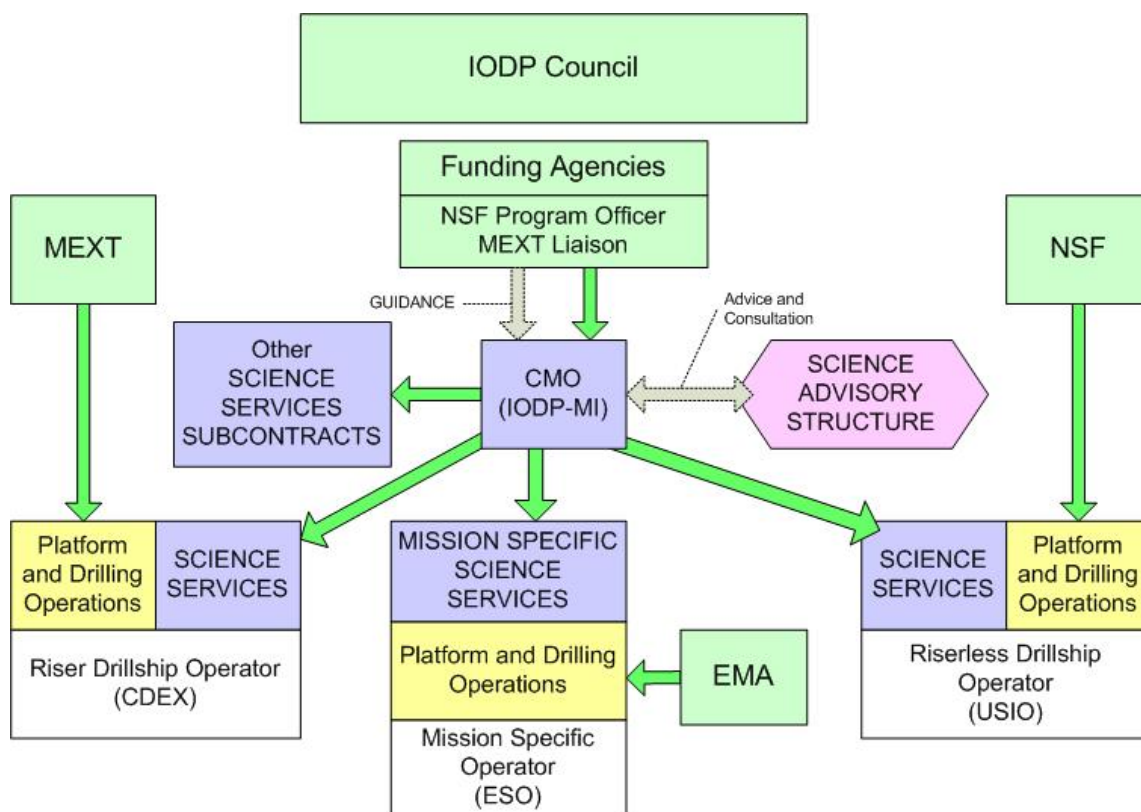 IODP Council
Funding Agencies
NSF Program Officer
MEXT Liaison
MEXT
NSF
GUIDANCE
Advice and
Consultation
Other
SCIENCE
SERVICES
SUBCONTRACTS
CMO
(IODP-MI)
SCIENCE
ADVISORY
STRUCTURE
Platform
and Drilling
Operations
SCIENCE
SERVICES
Riser Drillship Operator
(CDEX)
MISSION SPECIFIC
SCIENCE
SERVICES
Platform and Drilling
Operations
Mission Specific
Operator
(ESO)
EMA
SCIENCE
SERVICES
Platform
and Drilling
Operations
Riserless Drillship
Operator
(USIO)